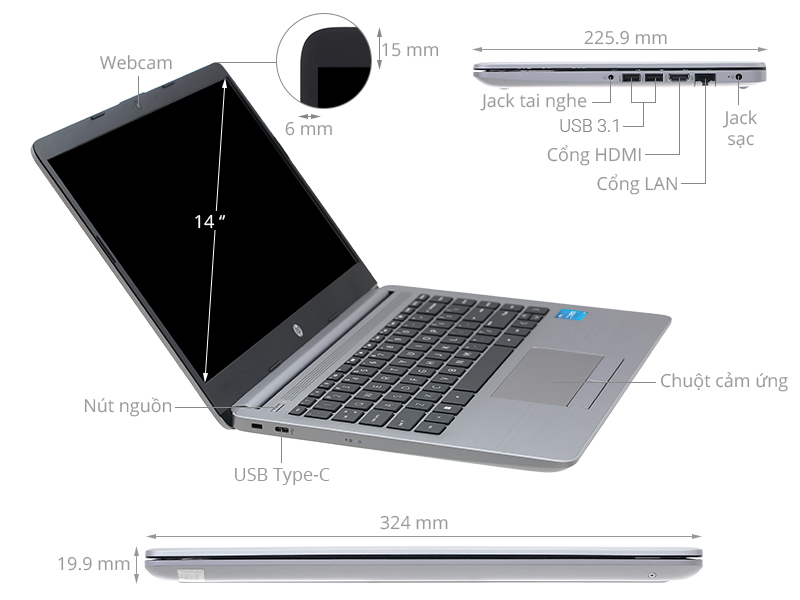 Webcam
15 mm
6 mm
225.9 mm
Jack tai nghe
USB 3.1
Cổng HDMI
Cổng LAN
Jack
sạc
14 “
hp
Nút nguồn
USB Type-C
Chuột cảm ứng
324 mm
19.9 mm